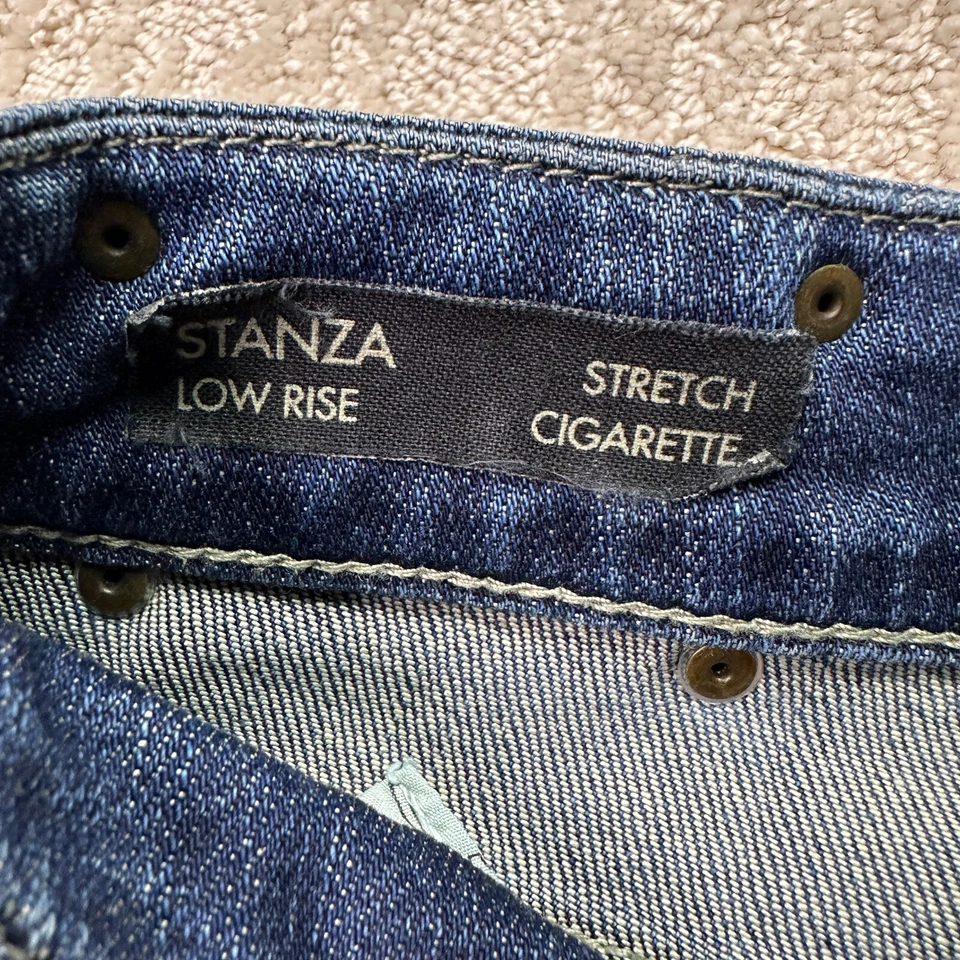 STANZA
LOW RISE
STRETCH
CIGARETTE